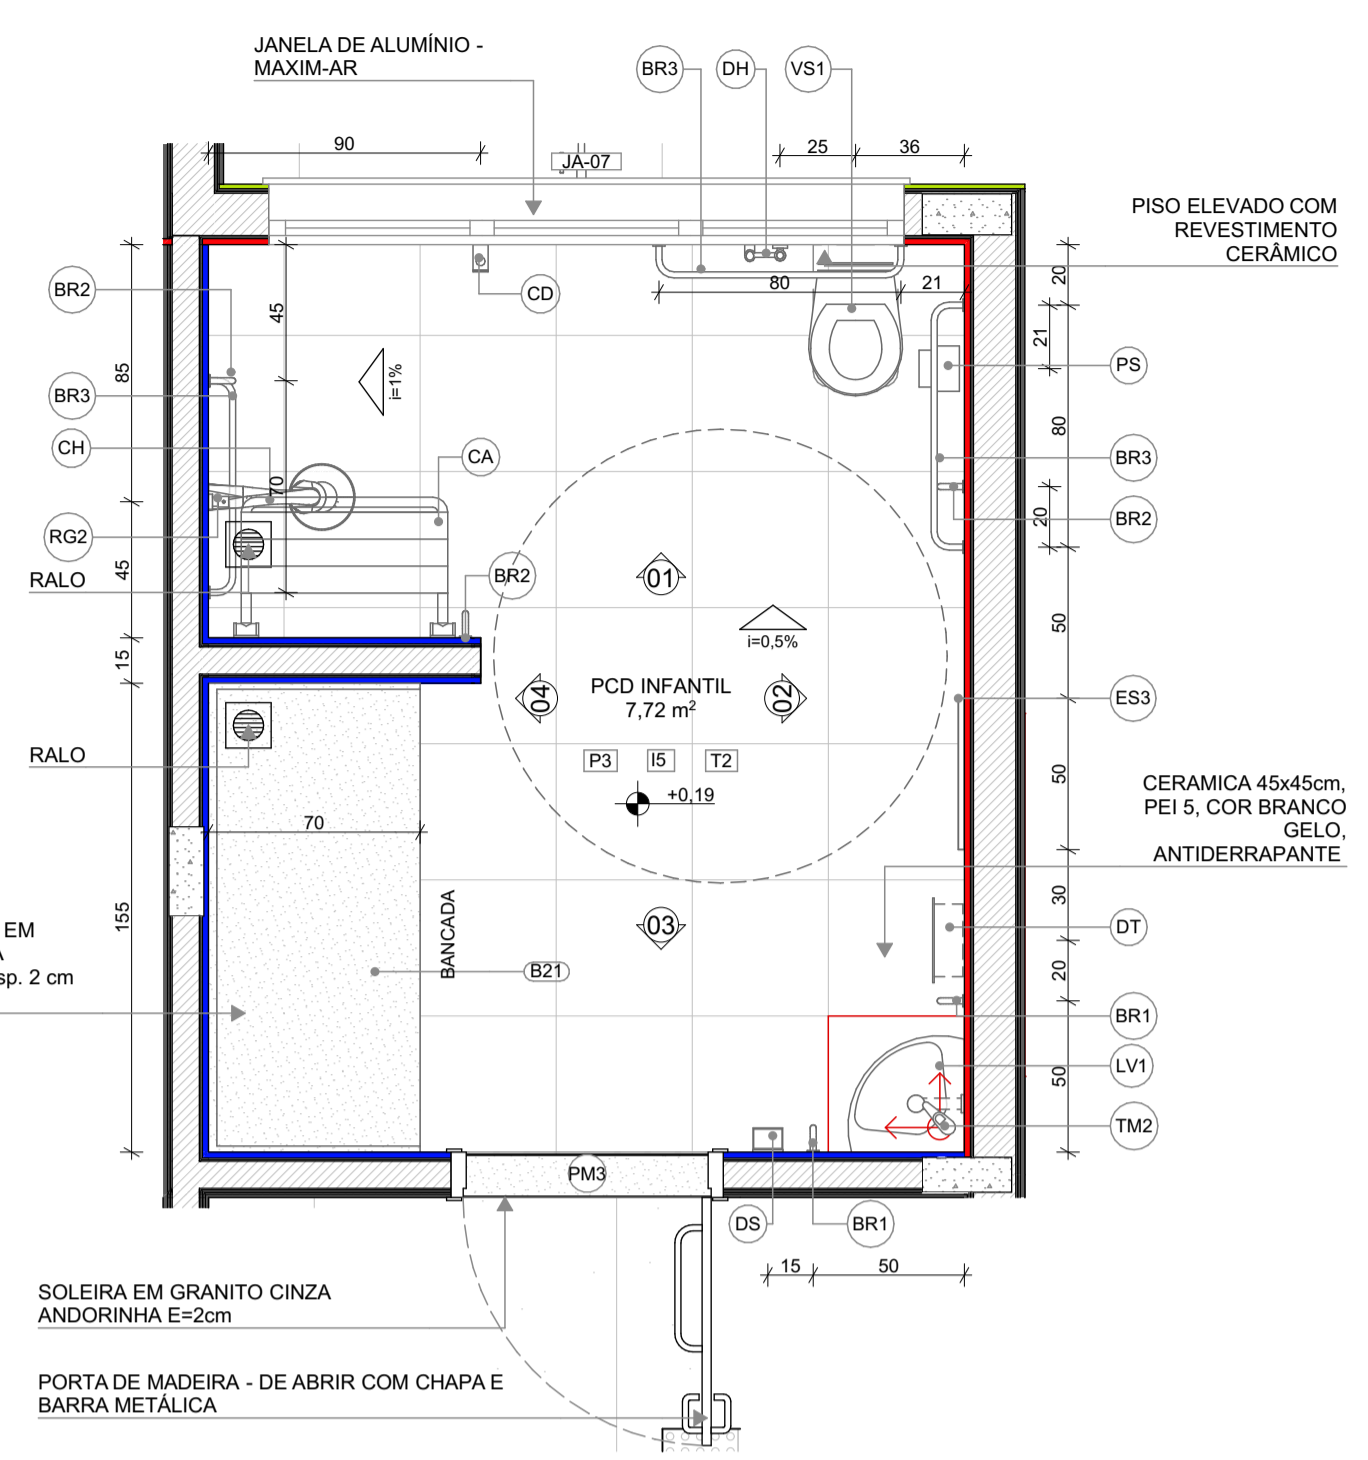 JANELA DE ALUMÍNIO -
MAXIM-AR
BR3
DH
VS1
90
JA-07
25
36
PISO ELEVADO COM
REVESTIMENTO
CERÂMICO
BR2
CD
80
21
20
45
21
PS
85
BR3
i=1%
80
CH
CA
BR3
70
20
BR2
RG2
45
RALO
BR2
01
50
i=0,5%
15
PCD INFANTIL
7,72 m²
04
02
ES3
RALO
P3
I5
T2
50
+0,19
CERAMICA 45x45cm,
PEI 5, COR BRANCO
GELO,
ANTIDERRAPANTE
70
155
30
EM
A
sp. 2 cm
BANCADA
03
DT
B21
20
BR1
LV1
50
TM2
PM3
DS
BR1
15
50
SOLEIRA EM GRANITO CINZA
ANDORINHA E=2cm
PORTA DE MADEIRA - DE ABRIR COM CHAPA E
BARRA METÁLICA